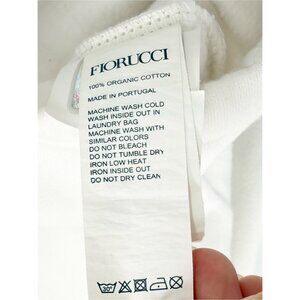 FIORUCCI
100% ORGANIC COTTON
MADE IN PORTUGAL
MACHINE WASH COLD
WASH INSIDE OUT IN
LAUNDRY BAG
MACHINE WASH WITH
SIMILAR COLORS
DO NOT BLEACH
DO NOT TUMBLE DRY
IRON LOW HEAT
IRON INSIDE OUT
DO NOT DRY CLEAN
30°